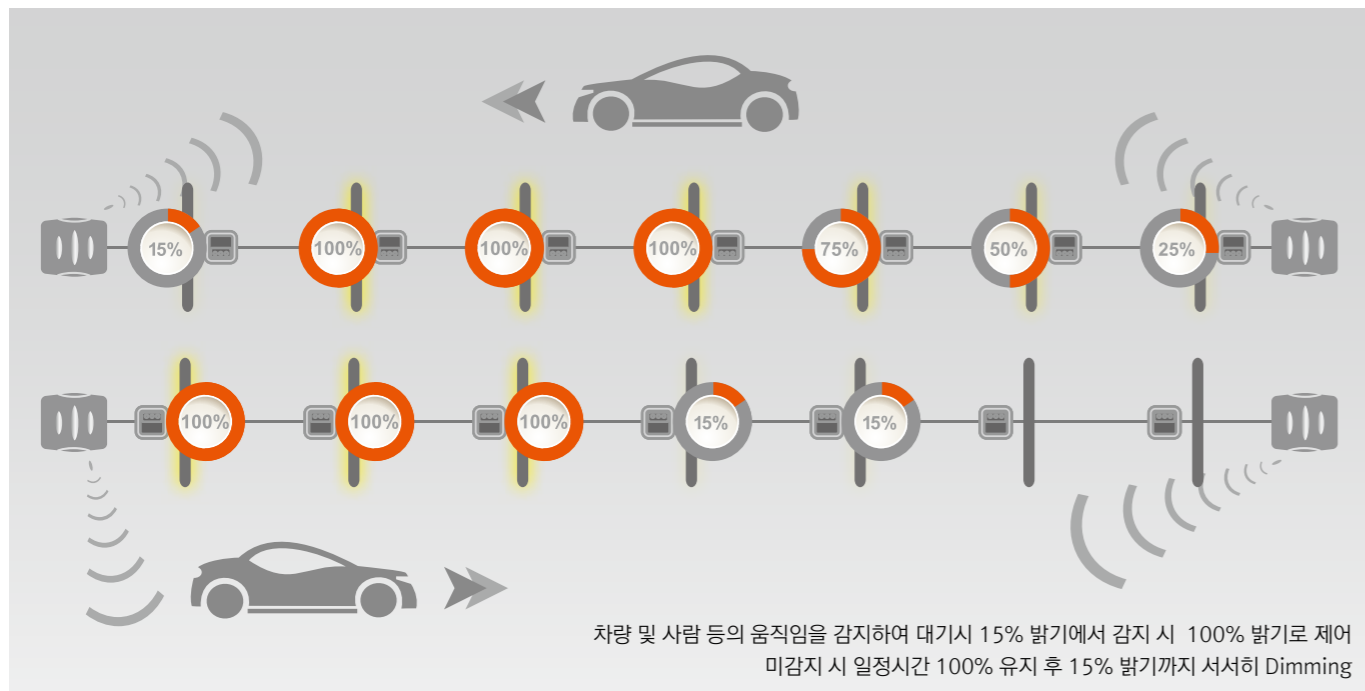 15% 100% 100% 100% 75% 50% 25%
100% 100% 100% 15% 15%
차량 및 사람 등의 움직임을 감지하여 대기시 15% 밝기에서 감지 시 100% 밝기로 제어
미감지 시 일정시간 100% 유지 후 15% 밝기까지 서서히 Dimming